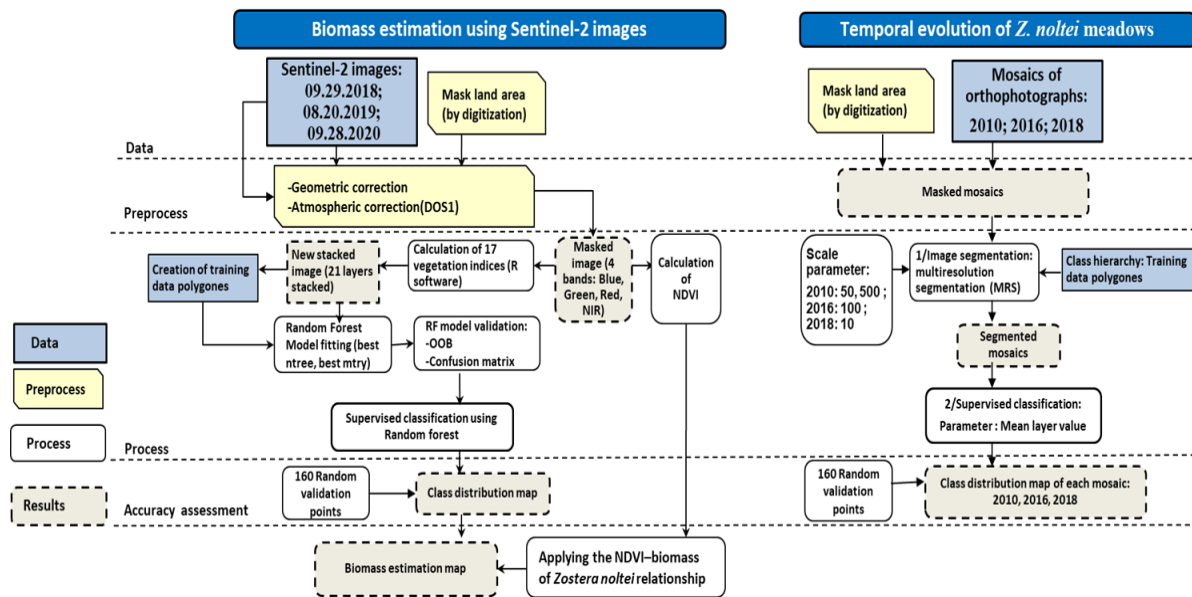 Biomass estimation using Sentinel-2 images
Temporal evolution of Z. noltei meadows
Sentinel-2 images:
09.29.2018;
08.20.2019;
09.28.2020
Mask land area
(by digitization)
Mask land area
(by digitization)
Mosaics of
orthophotographs:
2010; 2016; 2018
Data
-Geometric correction
-Atmospheric correction(DOS1)
Masked mosaics
Preprocess
Creation of training
data polygones
New stacked
image (21 layers
stacked)
Calculation of 17
vegetation indices (R
software)
Masked
image (4
bands: Blue,
Green, Red,
NIR)
Calculation
of
NDVI
Scale
parameter:
2010: 50, 500 ;
2016: 100 ;
2018: 10
1/Image segmentation:
multiresolution
segmentation (MRS)
Class hierarchy: Training
data polygones
Random Forest
Model fitting (best
ntree, best mtry)
RF model validation:
-OOB
-Confusion matrix
Segmented
mosaics
Data
Preprocess
Process
Results
Supervised classification using
Random forest
2/Supervised classification:
Parameter : Mean layer value
Process
160 Random
validation
points
Class distribution map
160 Random
validation
points
Class distribution map of each mosaic:
2010, 2016, 2018
Accuracy assessment
Biomass estimation map
Applying the NDVI–biomass
of Zostera noltei relationship